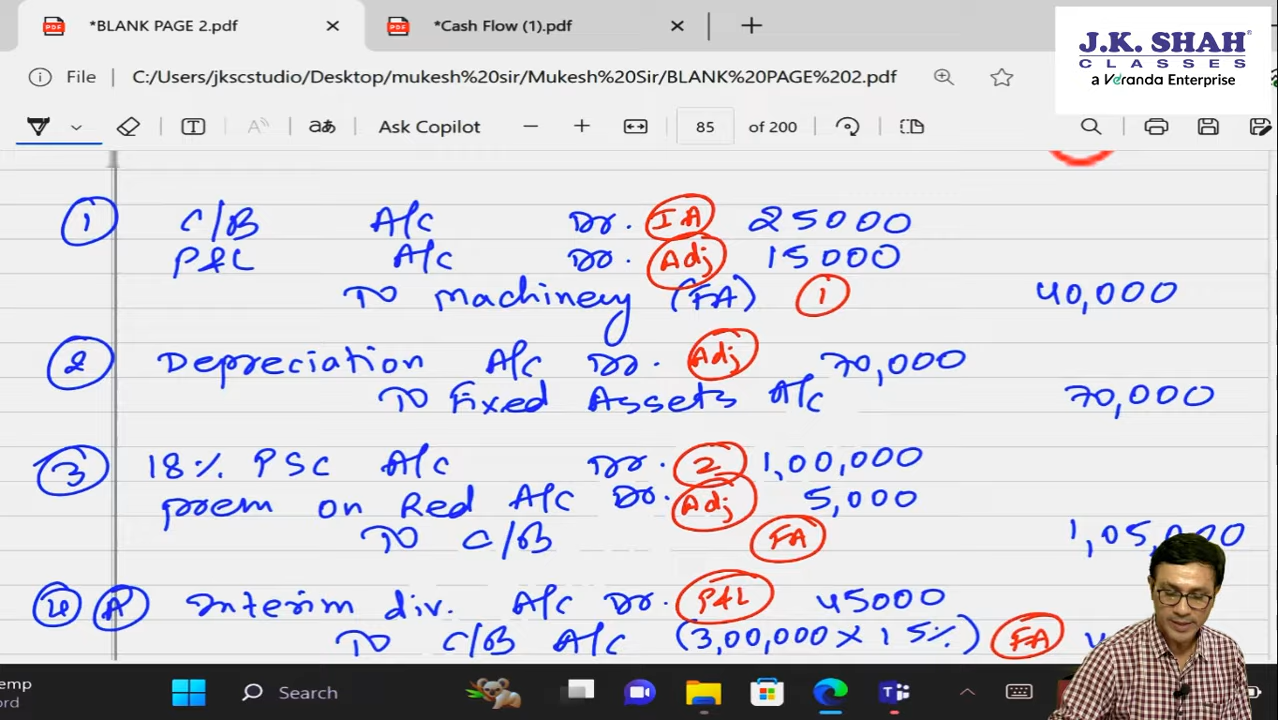 *BLANK PAGE 2.pdf
*Cash Flow (1).pdf
J.K. SHAH®
CLASSES
a Veranda Enterprise
File C:/Users/jkscstudio/Desktop/mukesh%20sir/Mukesh%20Sir/BLANK%20PAGE%202.pdf
Ask Copilot 85 of 200
1 C/B A/c Dr. IA 25000
P&L A/c Dr. Adj 15000
To Machinery (FA) 1 40,000
2 Depreciation A/c Dr. Adj 70,000
To Fixed Assets A/c 70,000
3 18% PSC A/c Dr. 2 1,00,000
prem on Red A/c Dr. Adj 5,000
To C/B FA
4 A Interim div. A/c Dr. P&L 45000
To C/B A/c (3,00,000 X 15%) FA
emp
rd
Search